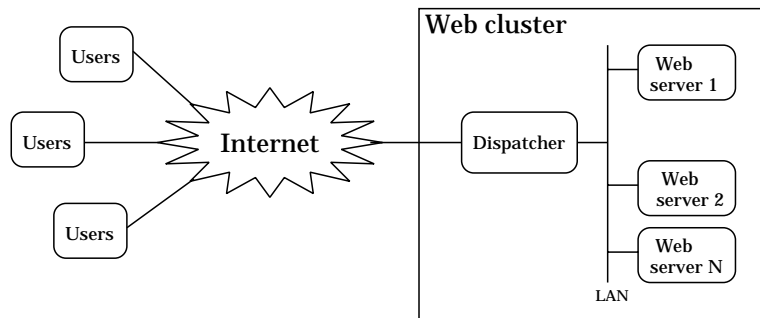 Web cluster
Users
Web
server 1
Users
Internet
Dispatcher
Web
server 2
Users
Web
server N
LAN